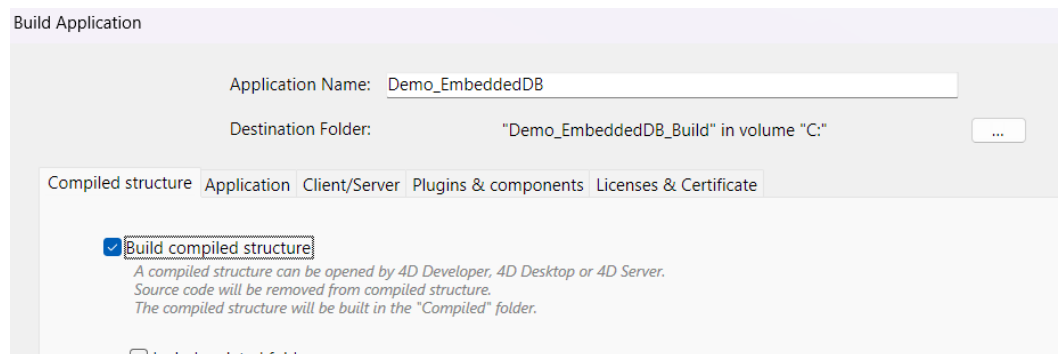 Build Application
Application Name: Demo_EmbeddedDB
Destination Folder: "Demo_EmbeddedDB_Build" in volume "C:" ...
Compiled structure Application Client/Server Plugins & components Licenses & Certificate
Build compiled structure
A compiled structure can be opened by 4D Developer, 4D Desktop or 4D Server.
Source code will be removed from compiled structure.
The compiled structure will be built in the "Compiled" folder.